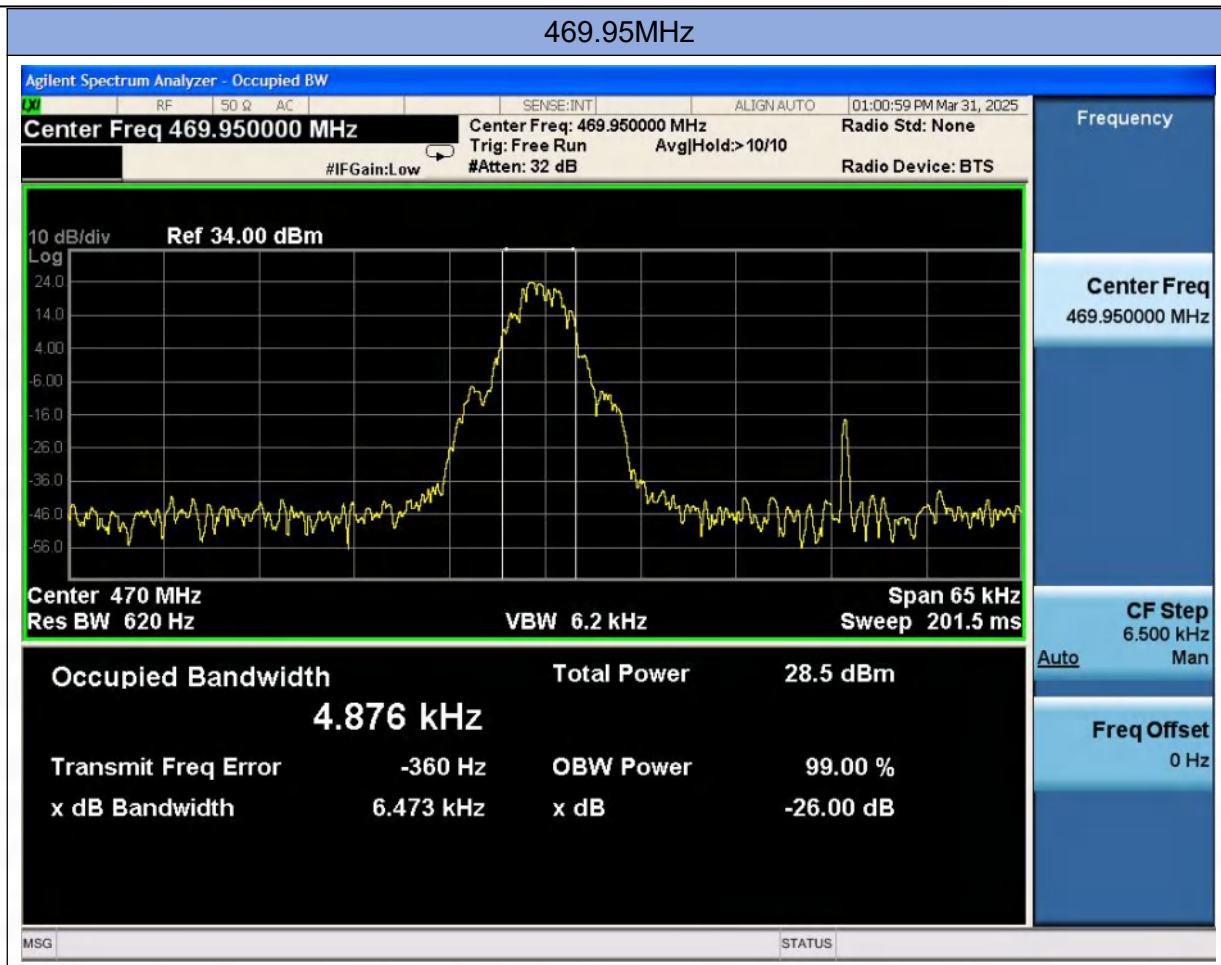 469.95MHz
Agilent Spectrum Analyzer - Occupied BW
LXI RF 50 Ω AC SENSE:INT ALIGN AUTO 01:00:59 PM Mar 31, 2025
Center Freq 469.950000 MHz
Center Freq: 469.950000 MHz
Radio Std: None
Trig: Free Run Avg|Hold:>10/10
#IFGain:Low
#Atten: 32 dB
Radio Device: BTS
10 dB/div Ref 34.00 dBm
Log
24.0
14.0
4.00
-6.00
-16.0
-26.0
-36.0
-46.0
-56.0
Center 470 MHz Span 65 kHz
Res BW 620 Hz VBW 6.2 kHz Sweep 201.5 ms
Occupied Bandwidth Total Power 28.5 dBm
4.876 kHz
Transmit Freq Error -360 Hz OBW Power 99.00 %
x dB Bandwidth 6.473 kHz x dB -26.00 dB
Frequency
Center Freq
469.950000 MHz
CF Step
6.500 kHz
Auto Man
Freq Offset
0 Hz
MSG STATUS